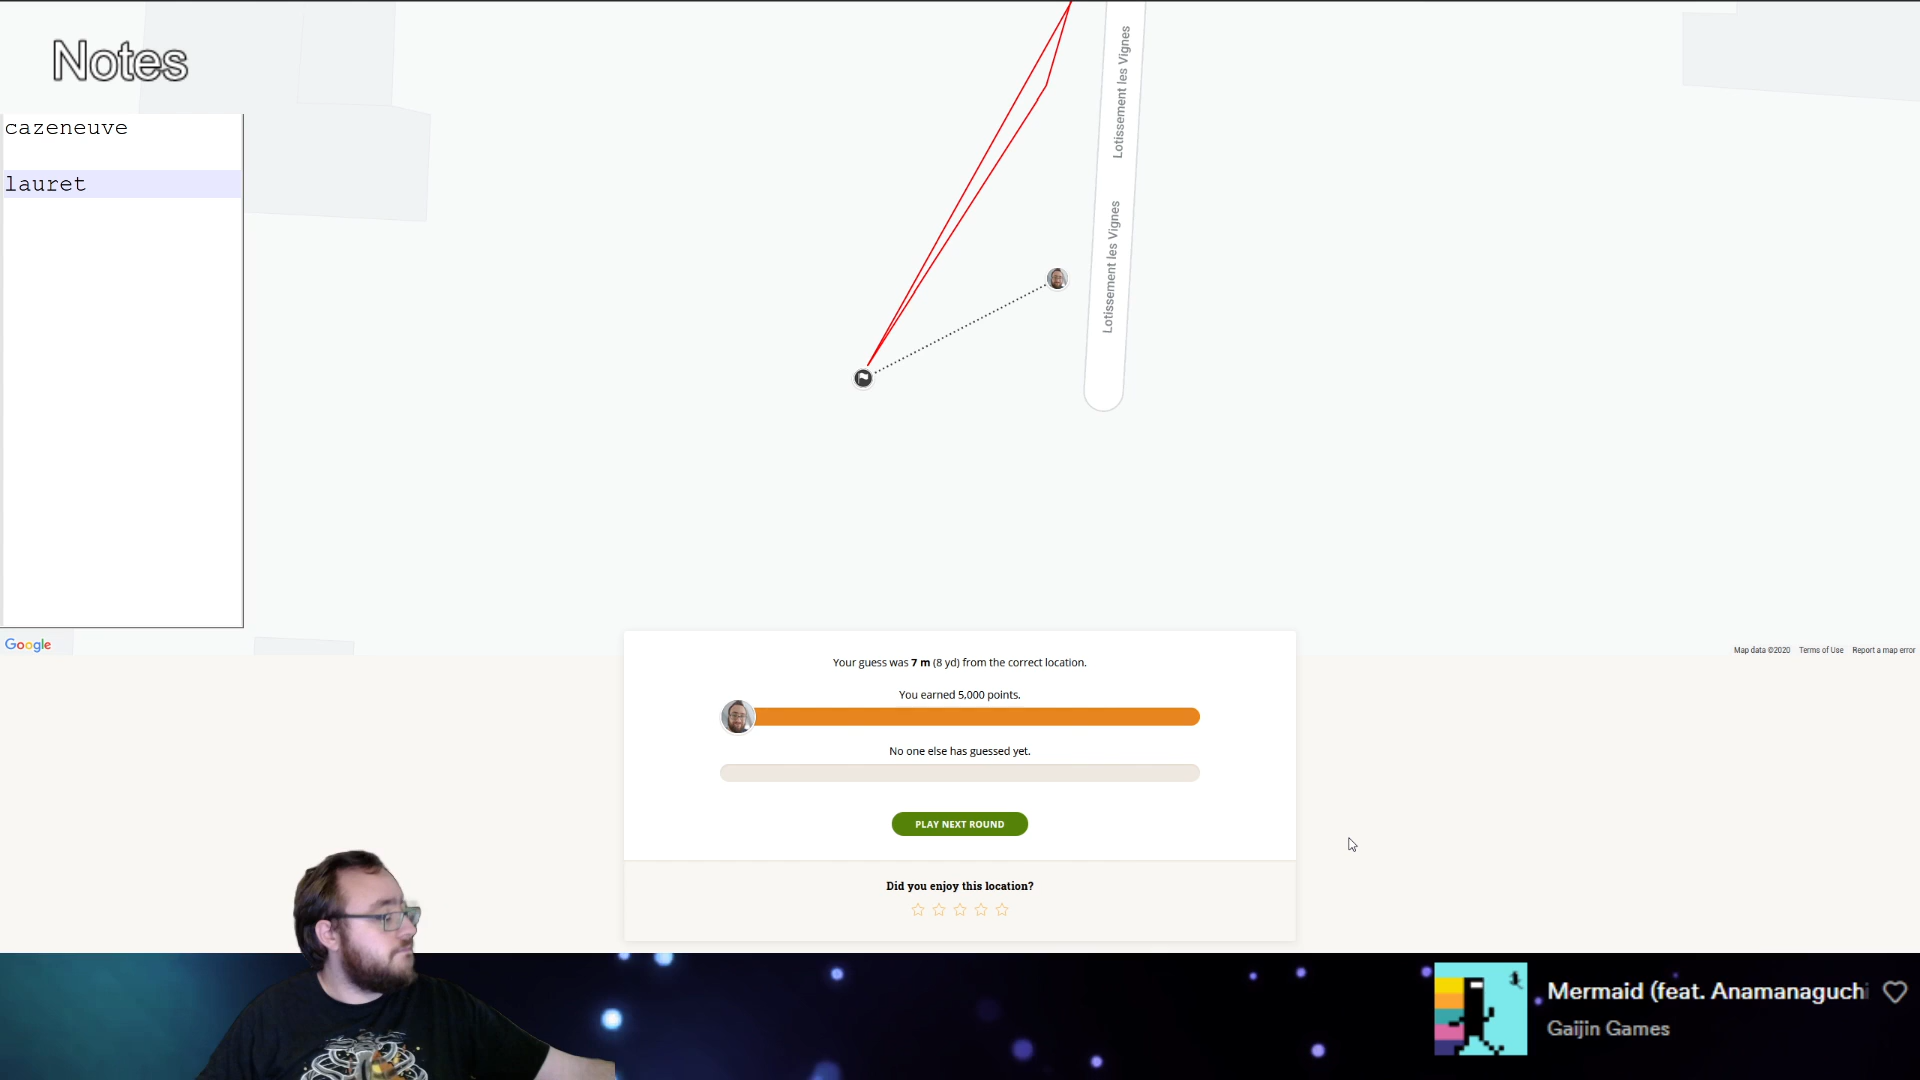 Notes
cazeneuve
lauret
Lotissement les Vignes
Lotissement les Vignes
Google
Map data ©2020 Terms of Use Report a map error
Your guess was 7 m (8 yd) from the correct location.
You earned 5,000 points.
No one else has guessed yet.
PLAY NEXT ROUND
Did you enjoy this location?
Mermaid (feat. Anamanaguchi
Gaijin Games